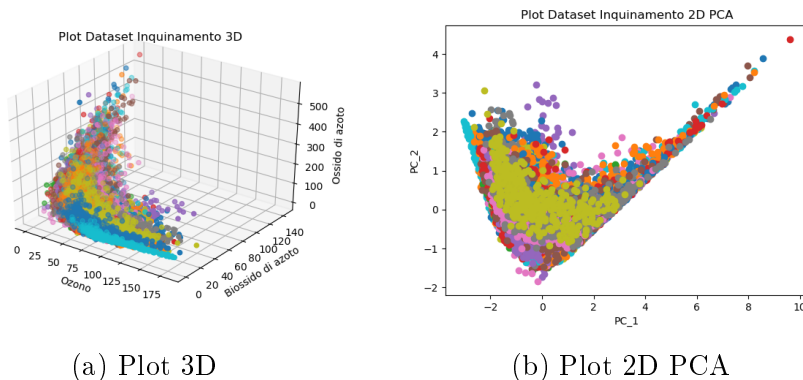 Plot Dataset Inquinamento 3D
500
400
300
200
100
0
Ossido di azoto
0 25 50 75 100 125 150 175
Ozono
0 20 40 60 80 100 120 140
Biossido di azoto
(a) Plot 3D
Plot Dataset Inquinamento 2D PCA
4
3
2
1
0
−1
−2
PC_2
−2 0 2 4 6 8 10
PC_1
(b) Plot 2D PCA